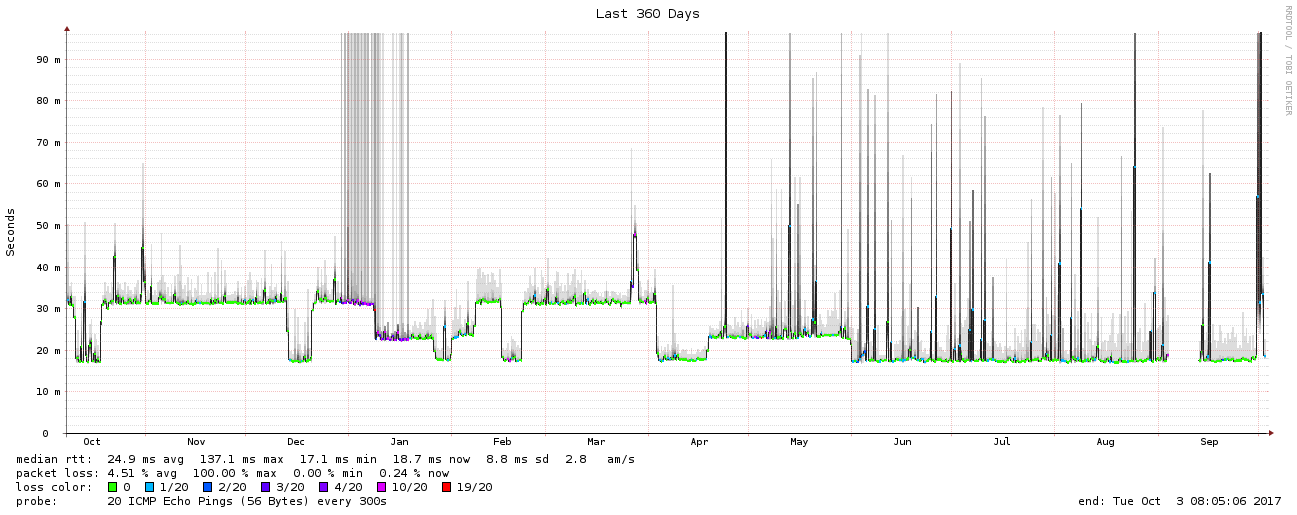 Last 360 Days
RRDTOOL / TOBI OETIKER
Seconds
90 m
80 m
70 m
60 m
50 m
40 m
30 m
20 m
10 m
0
Oct Nov Dec Jan Feb Mar Apr May Jun Jul Aug Sep
median rtt: 24.9 ms avg 137.1 ms max 17.1 ms min 18.7 ms now 8.8 ms sd 2.8 am/s
packet loss: 4.51 % avg 100.00 % max 0.00 % min 0.24 % now
loss color: 0 1/20 2/20 3/20 4/20 10/20 19/20
probe: 20 ICMP Echo Pings (56 Bytes) every 300s end: Tue Oct 3 08:05:06 2017